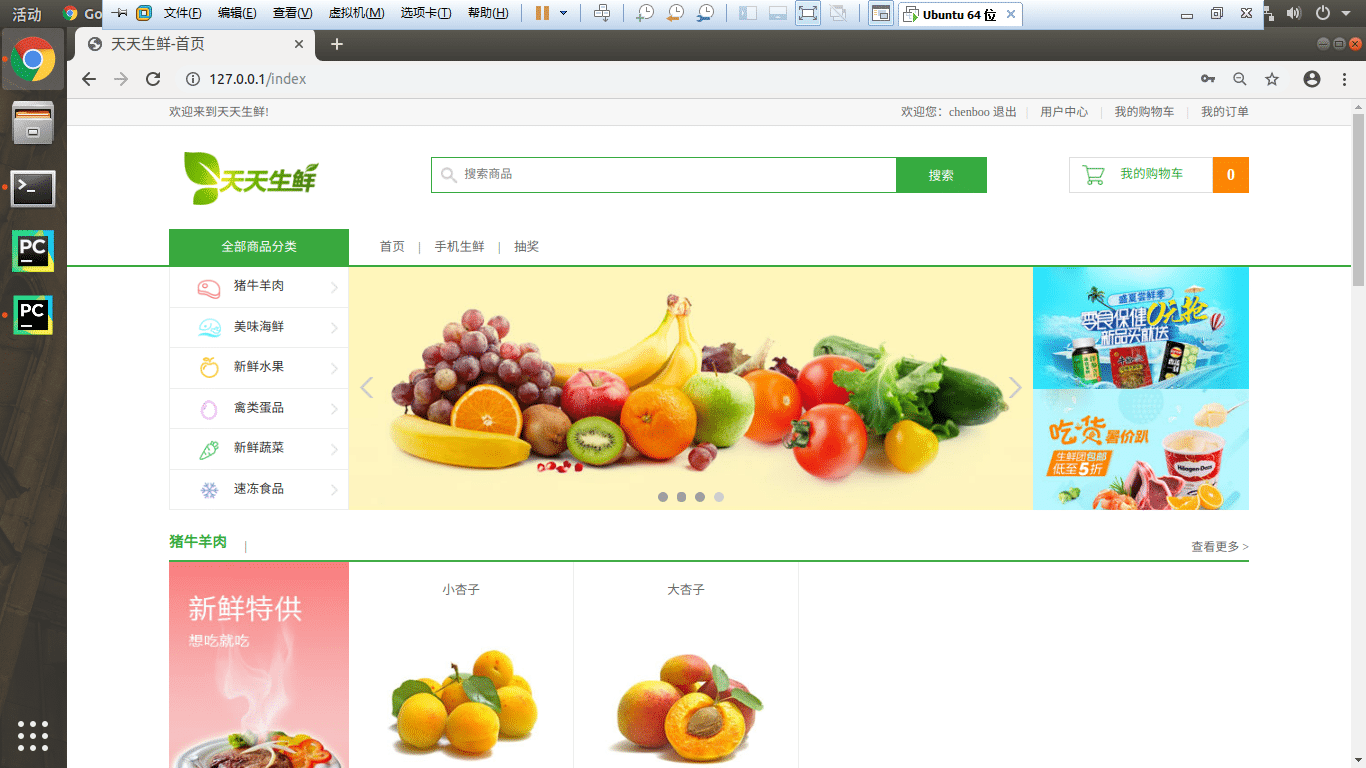 活动
Go
文件(F) 编辑(E) 查看(V) 虚拟机(M) 选项卡(T) 帮助(H)
Ubuntu 64 位
天天生鲜-首页
127.0.0.1/index
欢迎来到天天生鲜!
欢迎您：chenboo 退出 | 用户中心 | 我的购物车 | 我的订单
天天生鲜
搜索商品
搜索
我的购物车
0
全部商品分类
首页 | 手机生鲜 | 抽奖
猪牛羊肉
美味海鲜
新鲜水果
禽类蛋品
新鲜蔬菜
速冻食品
盛夏尝鲜季
零食保健0元抢
新品买就送
吃货暑价趴
生鲜团包邮
低至5折
Häagen-Dazs
猪牛羊肉 |
查看更多 >
新鲜特供
想吃就吃
小杏子
大杏子
PC
PC